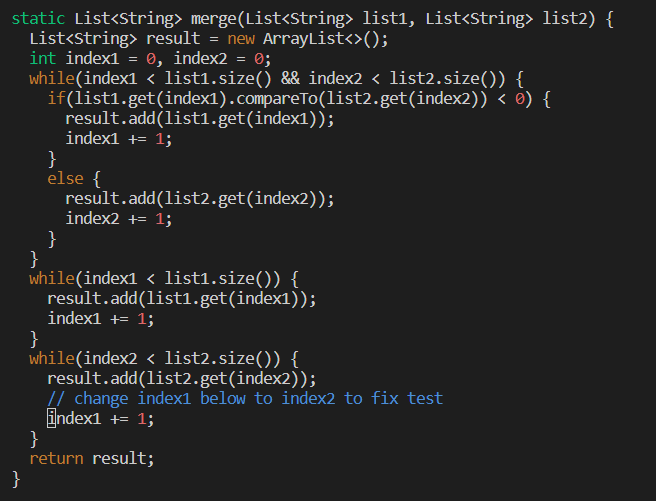 static List<String> merge(List<String> list1, List<String> list2) {
  List<String> result = new ArrayList<>();
  int index1 = 0, index2 = 0;
  while(index1 < list1.size() && index2 < list2.size()) {
    if(list1.get(index1).compareTo(list2.get(index2)) < 0) {
      result.add(list1.get(index1));
      index1 += 1;
    }
    else {
      result.add(list2.get(index2));
      index2 += 1;
    }
  }
  while(index1 < list1.size()) {
    result.add(list1.get(index1));
    index1 += 1;
  }
  while(index2 < list2.size()) {
    result.add(list2.get(index2));
    // change index1 below to index2 to fix test
    index1 += 1;
  }
  return result;
}